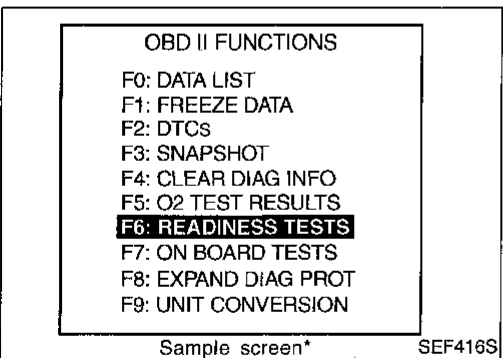 OBD II FUNCTIONS
F0: DATA LIST
F1: FREEZE DATA
F2: DTCs
F3: SNAPSHOT
F4: CLEAR DIAG INFO
F5: O2 TEST RESULTS
F6: READINESS TESTS
F7: ON BOARD TESTS
F8: EXPAND DIAG PROT
F9: UNIT CONVERSION
Sample screen* SEF416S